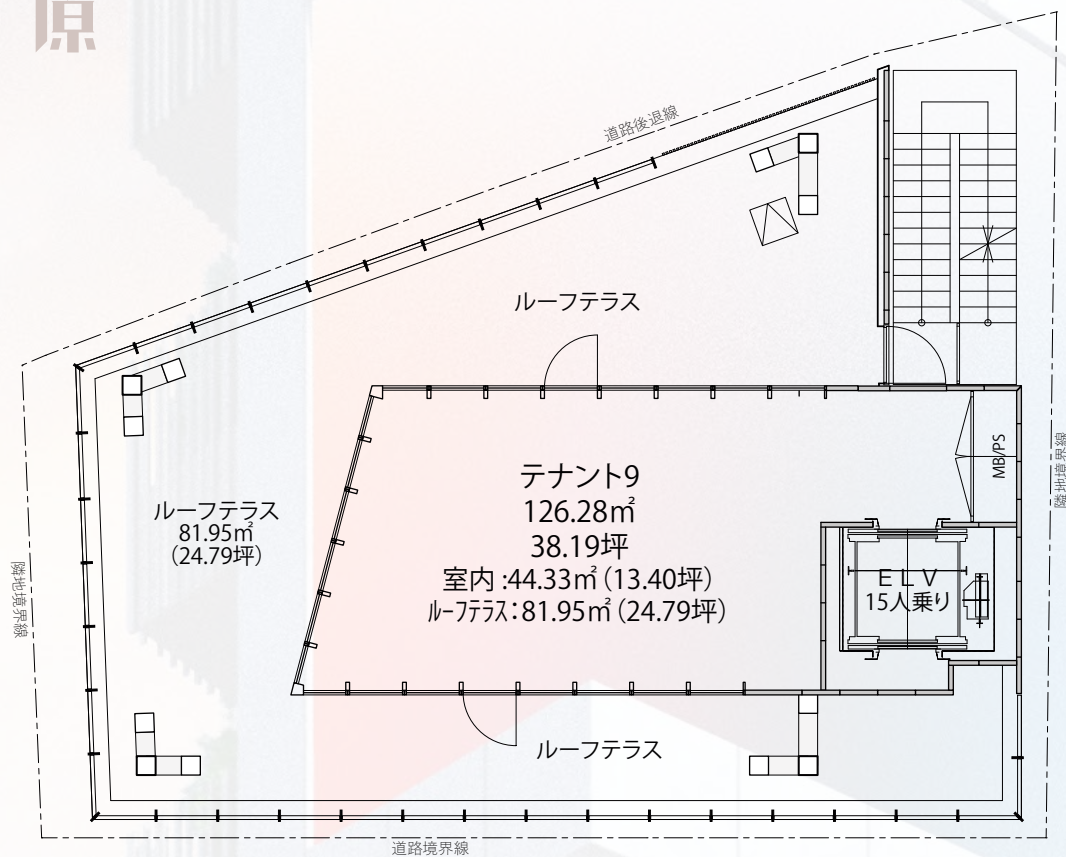 原
道路後退線
ルーフテラス
テナント9
126.28㎡
38.19坪
室内:44.33㎡(13.40坪)
ルーフテラス:81.95㎡(24.79坪)
ルーフテラス
81.95㎡
(24.79坪)
MB/PS
隣地境界線
ELV
15人乗り
隣地境界線
ルーフテラス
道路境界線